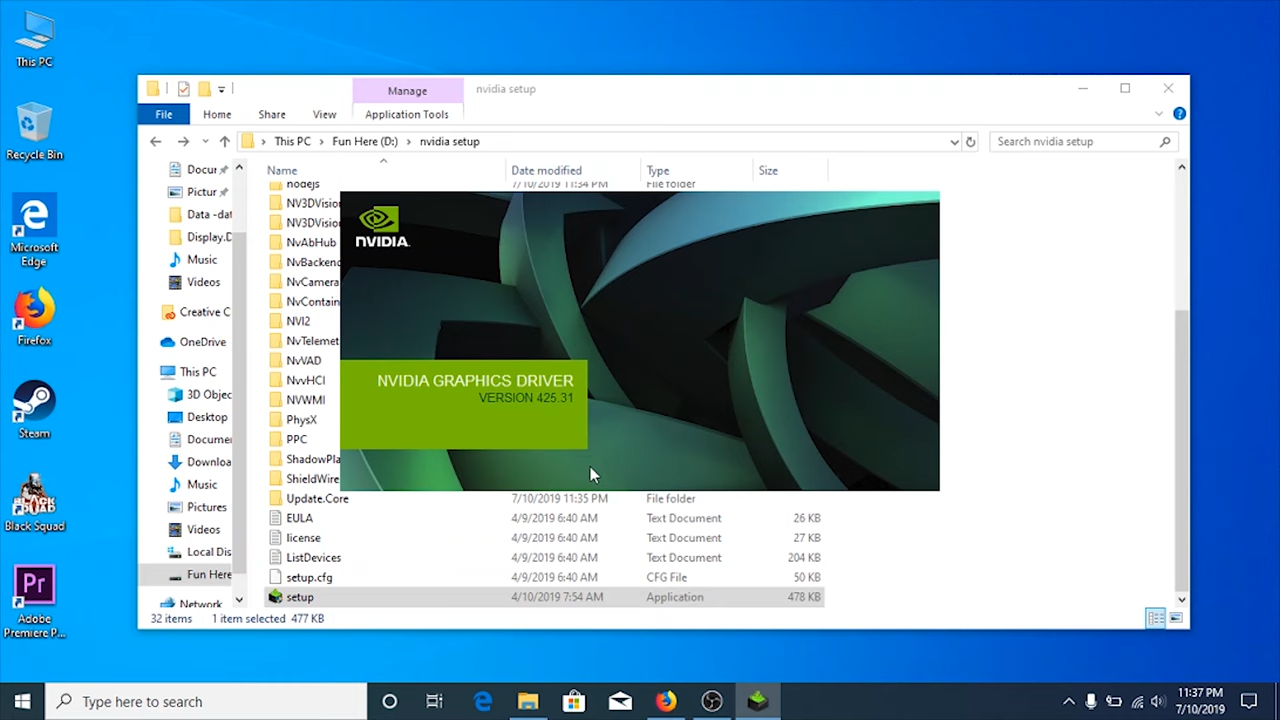 This PC
Recycle Bin
Microsoft
Edge
Firefox
Steam
BLACK
SQUAD
Black Squad
Pr
Adobe
Premiere P...
Manage
nvidia setup
File
Home
Share
View
Application Tools
This PC
Fun Here (D:)
nvidia setup
Search nvidia setup
Docur
Pictur
Data -dat
Display.D
Music
Videos
Creative C
OneDrive
This PC
3D Objec
Desktop
Docume
Downloa
Music
Pictures
Videos
Local Dis
Fun Here
Network
Name Date modified Type Size
nodejs 7/10/2019 11:34 PM File folder
NV3DVision
NV3DVision
NvAbHub
NvBackend
NvCamera
NvContain
NVI2
NvTelemet
NvVAD
NvvHCI
NVWMI
PhysX
PPC
ShadowPla
ShieldWire
Update.Core 7/10/2019 11:35 PM File folder
EULA 4/9/2019 6:40 AM Text Document 26 KB
license 4/9/2019 6:40 AM Text Document 27 KB
ListDevices 4/9/2019 6:40 AM Text Document 204 KB
setup.cfg 4/9/2019 6:40 AM CFG File 50 KB
setup 4/10/2019 7:54 AM Application 478 KB
NVIDIA.
NVIDIA GRAPHICS DRIVER
VERSION 425.31
32 items 1 item selected 477 KB
Type here to search
11:37 PM
7/10/2019